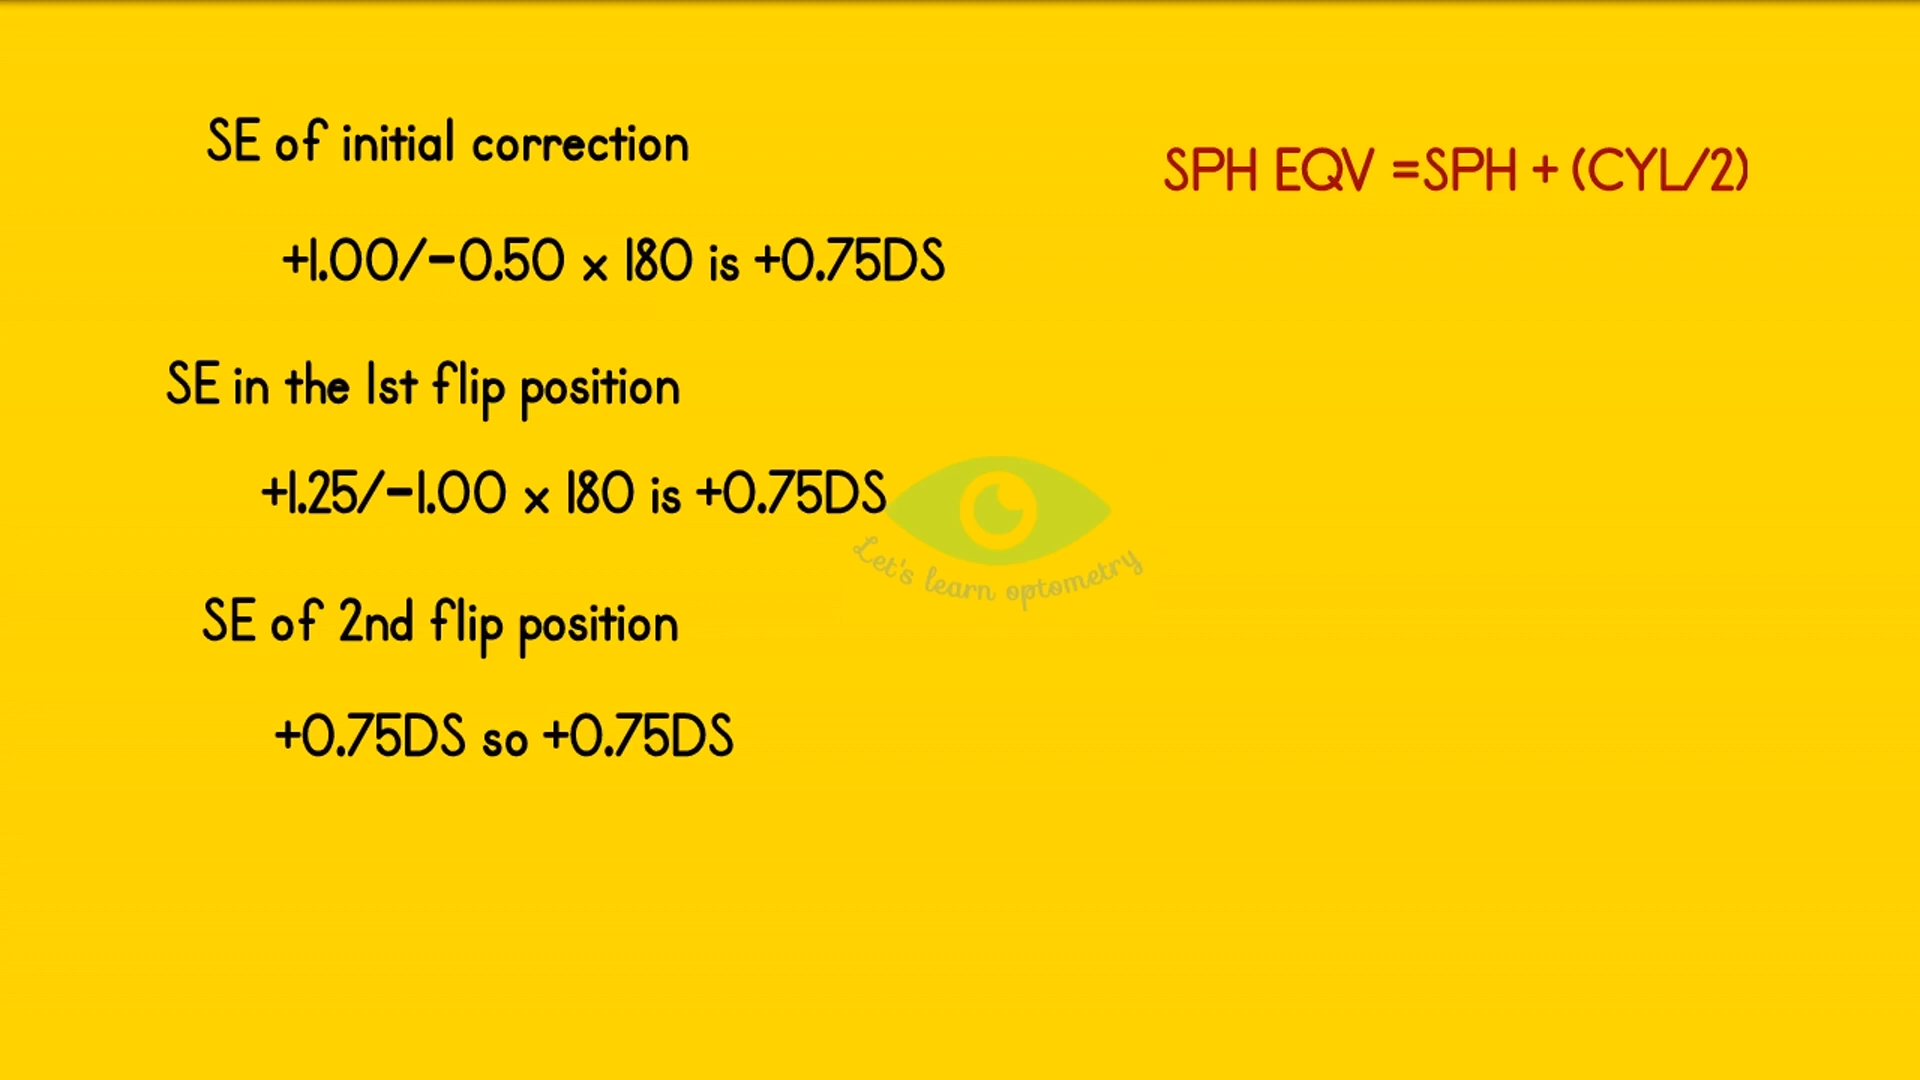 SE of initial correction
SPH EQV =SPH + (CYL/2)
+1.00/-0.50 x 180 is +0.75DS
SE in the 1st flip position
+1.25/-1.00 x 180 is +0.75DS
Let's learn optometry
SE of 2nd flip position
+0.75DS so +0.75DS